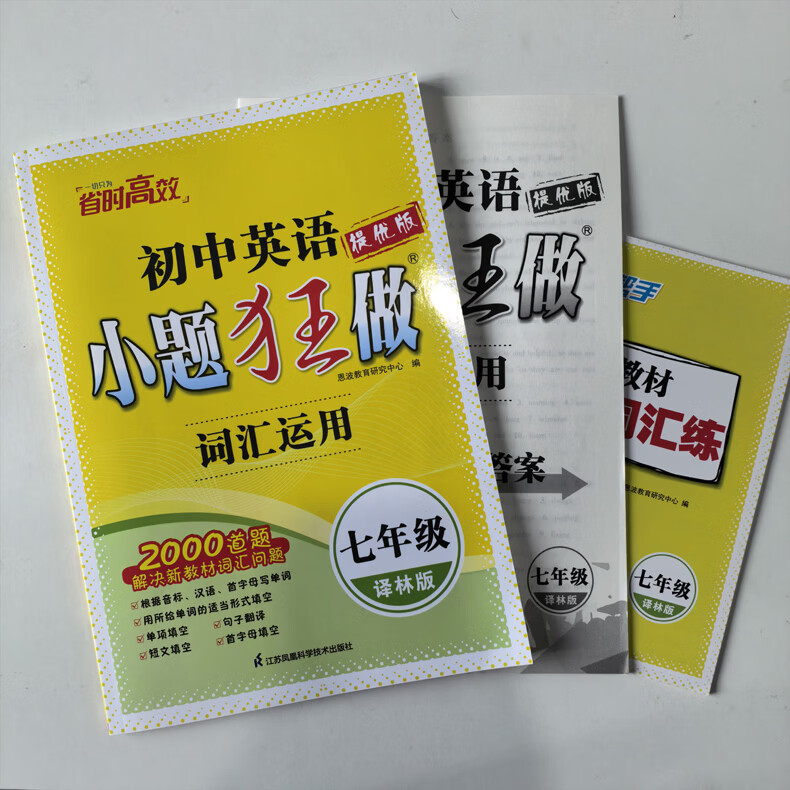 一切只为
省时高效
初中英语 提优版
小题狂做®
恩波教育研究中心 编
词汇运用
2000道题
解决新教材词汇问题
根据音标、汉语、首字母写单词
用所给单词的适当形式填空
单项填空 句子翻译
短文填空 首字母填空
七年级
译林版
江苏凤凰科学技术出版社
英语 提优版
狂做®
用
答案
七年级
译林版
帮手
教材
词汇练
恩波教育研究中心 编
七年级
译林版